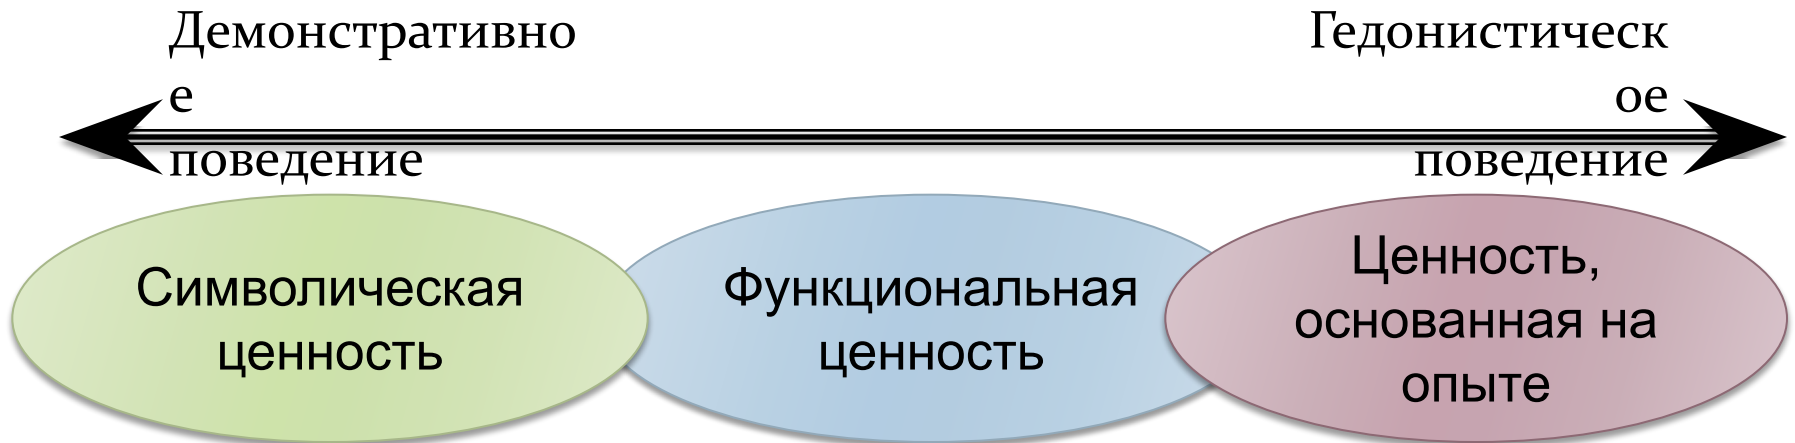 Демонстративно
е
поведение
Гедонистическ
ое
поведение
Символическая
ценность
Функциональная
ценность
Ценность,
основанная на
опыте